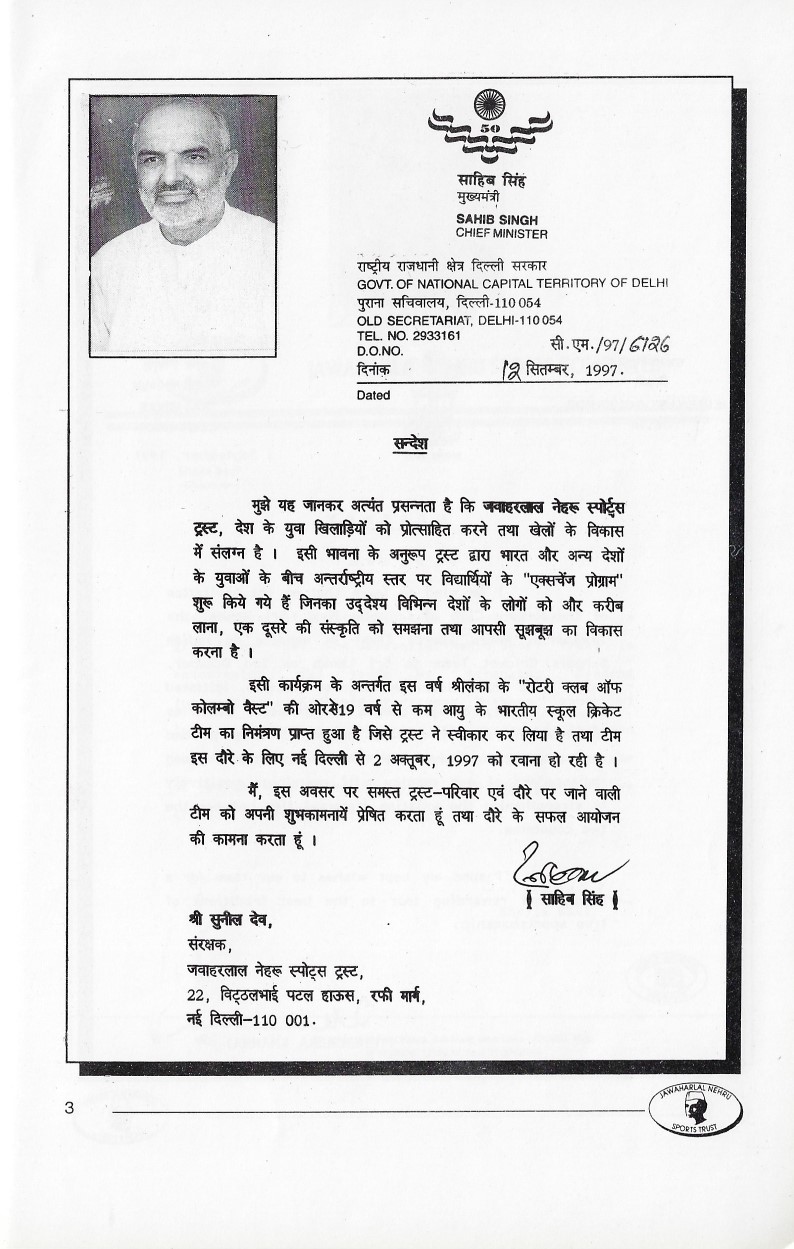 50
साहिब सिंह
मुख्यमंत्री
SAHIB SINGH
CHIEF MINISTER
राष्ट्रीय राजधानी क्षेत्र दिल्ली सरकार
GOVT. OF NATIONAL CAPITAL TERRITORY OF DELHI
पुराना सचिवालय, दिल्ली-110 054
OLD SECRETARIAT, DELHI-110 054
TEL. NO. 2933161
D.O.NO. सी.एम./97/6126
दिनांक 12 सितम्बर, 1997.
Dated
सन्देश
मुझे यह जानकर अत्यंत प्रसन्नता है कि जवाहरलाल नेहरू स्पोर्ट्स
ट्रस्ट, देश के युवा खिलाड़ियों को प्रोत्साहित करने तथा खेलों के विकास
में संलग्न है । इसी भावना के अनुरूप ट्रस्ट द्वारा भारत और अन्य देशों
के युवाओं के बीच अन्तर्राष्ट्रीय स्तर पर विद्यार्थियों के "एक्सचेंज प्रोग्राम"
शुरू किये गये हैं जिनका उद्देश्य विभिन्न देशों के लोगों को और करीब
लाना, एक दूसरे की संस्कृति को समझना तथा आपसी सूझबूझ का विकास
करना है ।
इसी कार्यक्रम के अन्तर्गत इस वर्ष श्रीलंका के "रोटरी क्लब ऑफ
कोलम्बो वैस्ट" की ओर से 19 वर्ष से कम आयु के भारतीय स्कूल क्रिकेट
टीम का निमंत्रण प्राप्त हुआ है जिसे ट्रस्ट ने स्वीकार कर लिया है तथा टीम
इस दौरे के लिए नई दिल्ली से 2 अक्तूबर, 1997 को रवाना हो रही है ।
मैं, इस अवसर पर समस्त ट्रस्ट-परिवार एवं दौरे पर जाने वाली
टीम को अपनी शुभकामनायें प्रेषित करता हूं तथा दौरे के सफल आयोजन
की कामना करता हूं ।
( साहिब सिंह )
श्री सुनील देव,
संरक्षक,
जवाहरलाल नेहरू स्पोट्स ट्रस्ट,
22, विट्ठलभाई पटल हाऊस, रफी मार्ग,
नई दिल्ली-110 001.
3
JAWAHARLAL NEHRU
SPORTS TRUST